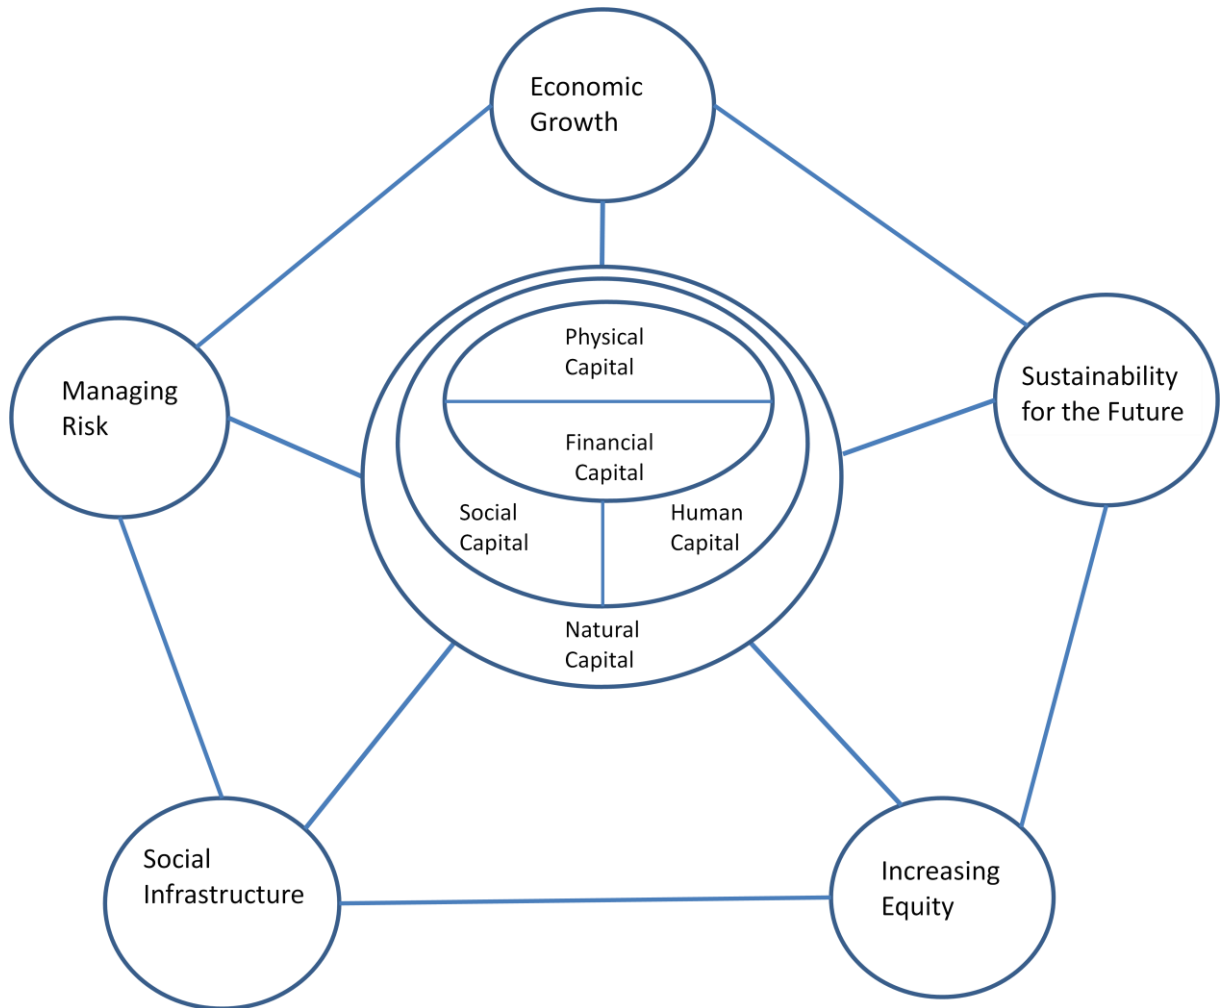 Economic
Growth
Managing
Risk
Sustainability
for the Future
Physical
Capital
Financial
Capital
Social
Capital
Human
Capital
Natural
Capital
Social
Infrastructure
Increasing
Equity